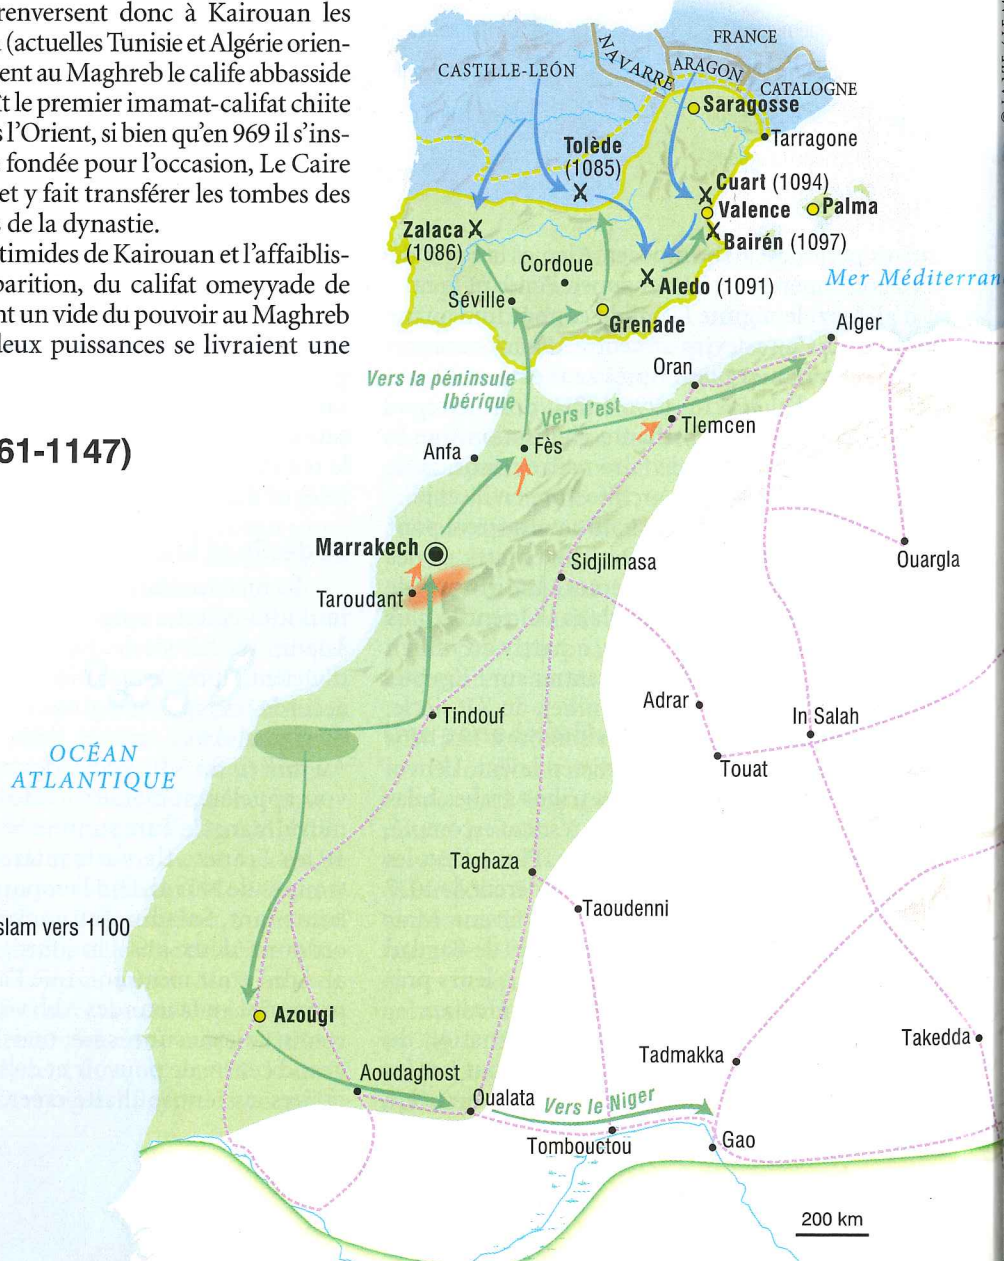 renversent donc à Kairouan les
(actuelles Tunisie et Algérie orien-
ent au Maghreb le calife abbasside
t le premier imamat-califat chiite
s l'Orient, si bien qu'en 969 il s'ins-
fondée pour l'occasion, Le Caire
et y fait transférer les tombes des
s de la dynastie.
timides de Kairouan et l'affaiblis-
parition, du califat omeyyade de
nt un vide du pouvoir au Maghreb
deux puissances se livraient une
61-1147)
slam vers 1100
FRANCE
NAVARRE
ARAGON
CASTILLE-LEÓN
CATALOGNE
Saragosse
Tarragone
Tolède
(1085)
Cuart (1094)
Valence
Palma
Zalaca
(1086)
Bairén (1097)
Cordoue
Aledo (1091)
Mer Méditerran
Séville
Grenade
Alger
Oran
Vers la péninsule
Ibérique
Vers l'est
Tlemcen
Anfa
Fès
Marrakech
Ouargla
Sidjilmasa
Taroudant
Adrar
In Salah
Tindouf
Touat
OCÉAN
ATLANTIQUE
Taghaza
Taoudenni
Azougi
Takedda
Tadmakka
Aoudaghost
Oualata
Vers le Niger
Tombouctou
Gao
200 km